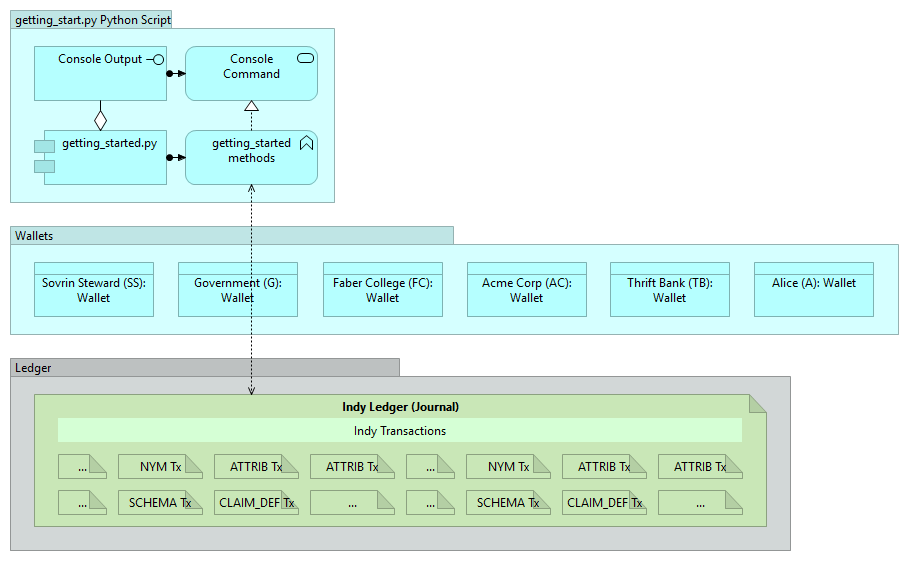 getting_start.py Python Script
Console Output
Console
Command
getting_started.py
getting_started
methods
Wallets
Sovrin Steward (SS):
Wallet
Government (G):
Wallet
Faber College (FC):
Wallet
Acme Corp (AC):
Wallet
Thrift Bank (TB):
Wallet
Alice (A): Wallet
Ledger
Indy Ledger (Journal)
Indy Transactions
... NYM Tx ATTRIB Tx ATTRIB Tx ... NYM Tx ATTRIB Tx ATTRIB Tx
... SCHEMA Tx CLAIM_DEF Tx ... ... SCHEMA Tx CLAIM_DEF Tx ...